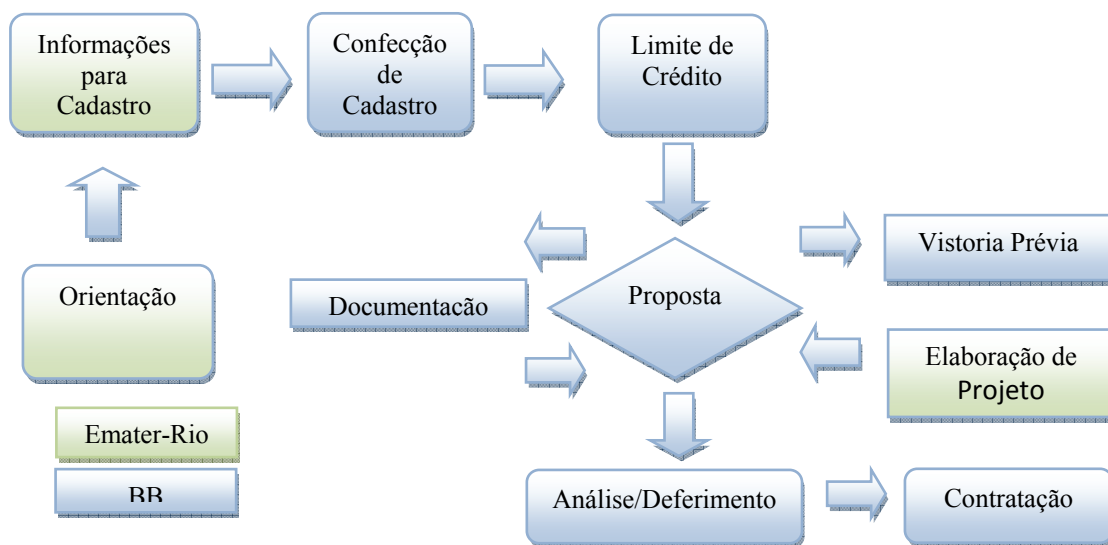 Informações
para
Cadastro
Confecção
de
Cadastro
Limite de
Crédito
Orientação
Documentacão
Proposta
Vistoria Prévia
Elaboração de
Projeto
Emater-Rio
BB
Análise/Deferimento
Contratação